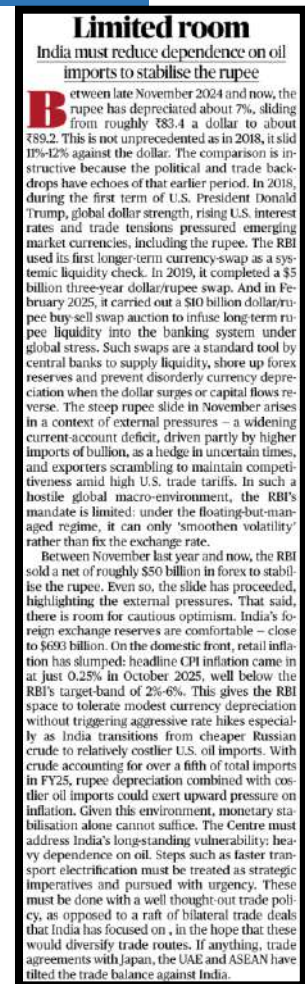 Limited room
India must reduce dependence on oil
imports to stabilise the rupee
Between late November 2024 and now, the
rupee has depreciated about 7%, sliding
from roughly ₹83.4 a dollar to about
₹89.2. This is not unprecedented as in 2018, it slid
11%-12% against the dollar. The comparison is in-
structive because the political and trade back-
drops have echoes of that earlier period. In 2018,
during the first term of U.S. President Donald
Trump, global dollar strength, rising U.S. interest
rates and trade tensions pressured emerging
market currencies, including the rupee. The RBI
used its first longer-term currency-swap as a sys-
temic liquidity check. In 2019, it completed a $5
billion three-year dollar/rupee swap. And in Fe-
bruary 2025, it carried out a $10 billion dollar/ru-
pee buy-sell swap auction to infuse long-term ru-
pee liquidity into the banking system under
global stress. Such swaps are a standard tool by
central banks to supply liquidity, shore up forex
reserves and prevent disorderly currency depre-
ciation when the dollar surges or capital flows re-
verse. The steep rupee slide in November arises
in a context of external pressures – a widening
current-account deficit, driven partly by higher
imports of bullion, as a hedge in uncertain times,
and exporters scrambling to maintain competi-
tiveness amid high U.S. trade tariffs. In such a
hostile global macro-environment, the RBI's
mandate is limited: under the floating-but-man-
aged regime, it can only 'smoothen volatility'
rather than fix the exchange rate.
Between November last year and now, the RBI
sold a net of roughly $50 billion in forex to stabil-
ise the rupee. Even so, the slide has proceeded,
highlighting the external pressures. That said,
there is room for cautious optimism. India's fo-
reign exchange reserves are comfortable – close
to $693 billion. On the domestic front, retail infla-
tion has slumped: headline CPI inflation came in
at just 0.25% in October 2025, well below the
RBI's target-band of 2%-6%. This gives the RBI
space to tolerate modest currency depreciation
without triggering aggressive rate hikes especial-
ly as India transitions from cheaper Russian
crude to relatively costlier U.S. oil imports. With
crude accounting for over a fifth of total imports
in FY25, rupee depreciation combined with cos-
tlier oil imports could exert upward pressure on
inflation. Given this environment, monetary sta-
bilisation alone cannot suffice. The Centre must
address India's long-standing vulnerability: hea-
vy dependence on oil. Steps such as faster tran-
sport electrification must be treated as strategic
imperatives and pursued with urgency. These
must be done with a well thought-out trade poli-
cy, as opposed to a raft of bilateral trade deals
that India has focused on , in the hope that these
would diversify trade routes. If anything, trade
agreements with Japan, the UAE and ASEAN have
tilted the trade balance against India.